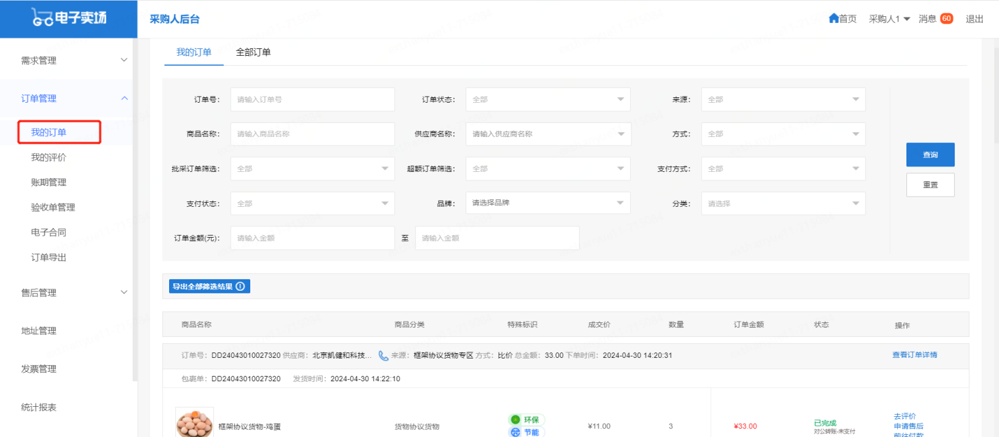 电子卖场
采购人后台
首页 采购人1 消息 60 退出
需求管理
订单管理
我的订单
我的评价
账期管理
验收单管理
电子合同
订单导出
售后管理
地址管理
发票管理
统计报表
我的订单 全部订单
订单号： 请输入订单号 订单状态： 全部 来源： 全部
商品名称： 请输入商品名称 供应商名称： 请输入供应商名称 方式： 全部
批采订单筛选： 全部 超额订单筛选： 全部 支付方式： 全部
支付状态： 全部 品牌： 请选择品牌 分类： 请选择
订单金额(元)： 请输入金额 至 请输入金额
查询
重置
导出全部筛选结果
商品名称 商品分类 特殊标识 成交价 数量 订单金额 状态 操作
订单号： DD24043010027320 供应商： 北京凯健和科技... 来源： 框架协议货物专区 方式： 比价 总金额： 33.00 下单时间： 2024-04-30 14:20:31 查看订单详情
包裹单： DD24043010027320 发货时间： 2024-04-30 14:22:10
框架协议货物-鸡蛋 货物协议货物 环保 节能 ¥11.00 3 ¥33.00 已完成 对公转账-未支付
去评价
申请售后
前往付款